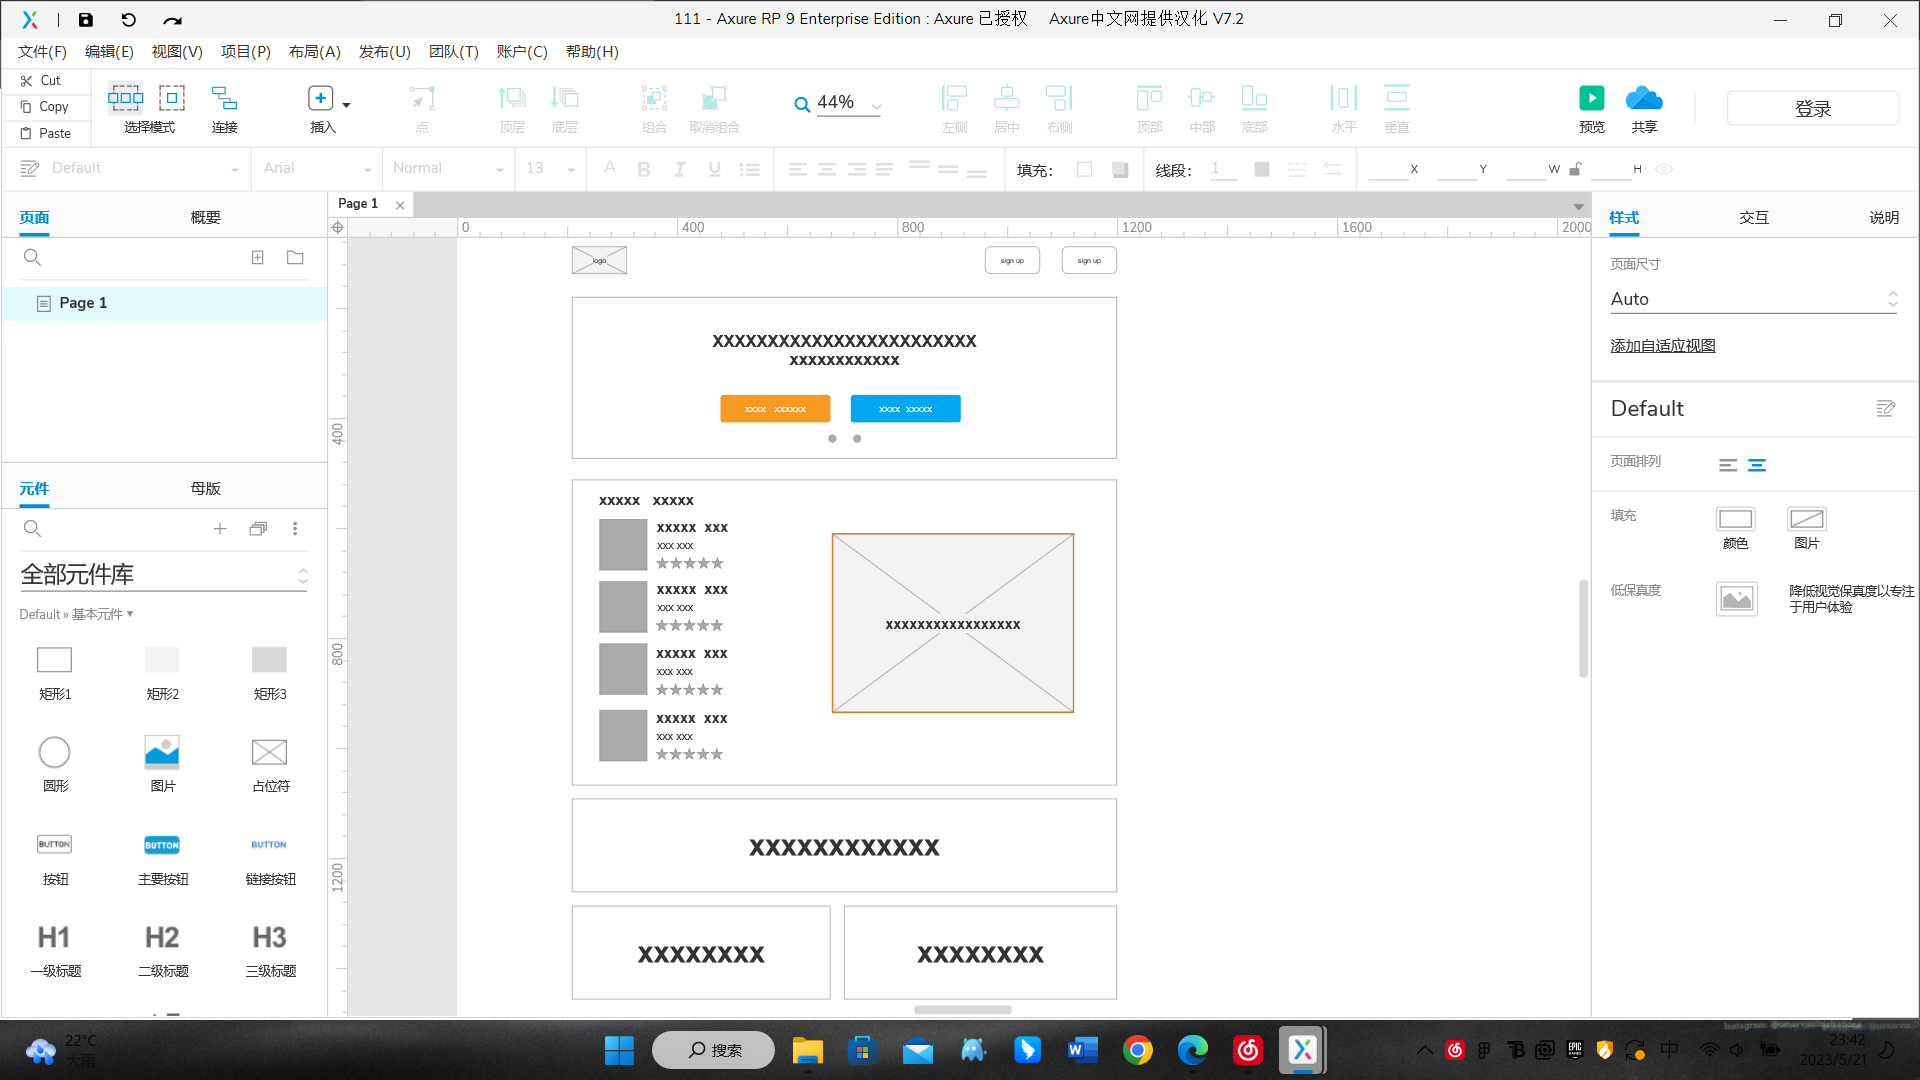 111 - Axure RP 9 Enterprise Edition : Axure 已授权 Axure中文网提供汉化 V7.2
文件(F) 编辑(E) 视图(V) 项目(P) 布局(A) 发布(U) 团队(T) 账户(C) 帮助(H)
Cut
Copy
Paste
选择模式 连接 插入 点 顶层 底层 组合 取消组合 44% 左侧 居中 右侧 顶部 中部 底部 水平 垂直 预览 共享 登录
Default Arial Normal 13 填充: 线段: 1 X Y W H
页面 概要
Page 1
Page 1
元件 母版
全部元件库
Default » 基本元件 ▾
矩形1 矩形2 矩形3
圆形 图片 占位符
BUTTON BUTTON BUTTON
按钮 主要按钮 链接按钮
H1 H2 H3
一级标题 二级标题 三级标题
0 400 800 1200 1600 2000
400
800
1200
logo sign up sign up
XXXXXXXXXXXXXXXXXXXXXXXX
XXXXXXXXXXXX
xxxx xxxxxx xxxx xxxxx
XXXXX XXXXX
XXXXX XXX
xxx xxx
XXXXX XXX
xxx xxx
XXXXX XXX
xxx xxx
XXXXX XXX
xxx xxx
XXXXXXXXXXXXXXXXX
XXXXXXXXXXXX
XXXXXXXX XXXXXXXX
样式 交互 说明
页面尺寸
Auto
添加自适应视图
Default
页面排列
填充
颜色 图片
低保真度
降低视觉保真度以专注
于用户体验
22°C
大雨
搜索
中
23:42
2023/5/21